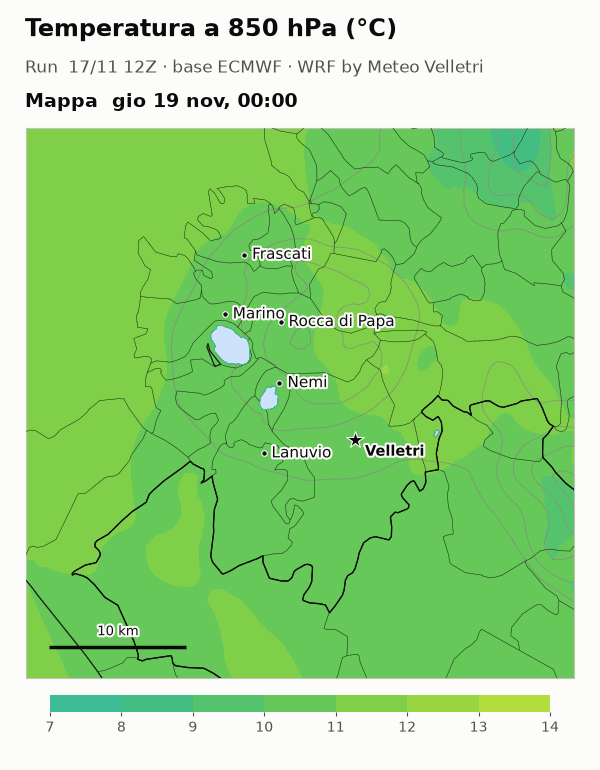 Temperatura a 850 hPa (°C)
Run  17/11 12Z · base ECMWF · WRF by Meteo Velletri
Mappa  gio 19 nov, 00:00
Frascati
Marino
Rocca di Papa
Nemi
Velletri
Lanuvio
10 km
7 8 9 10 11 12 13 14